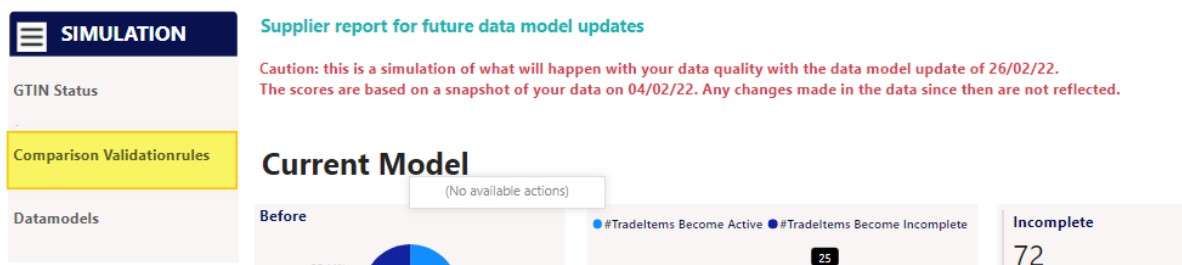 SIMULATION
Supplier report for future data model updates
Caution: this is a simulation of what will happen with your data quality with the data model update of 26/02/22.
The scores are based on a snapshot of your data on 04/02/22. Any changes made in the data since then are not reflected.
GTIN Status
Comparison Validationrules
Datamodels
Current Model
(No available actions)
Before
#TradeItems Become Active #TradeItems Become Incomplete
25
Incomplete
72